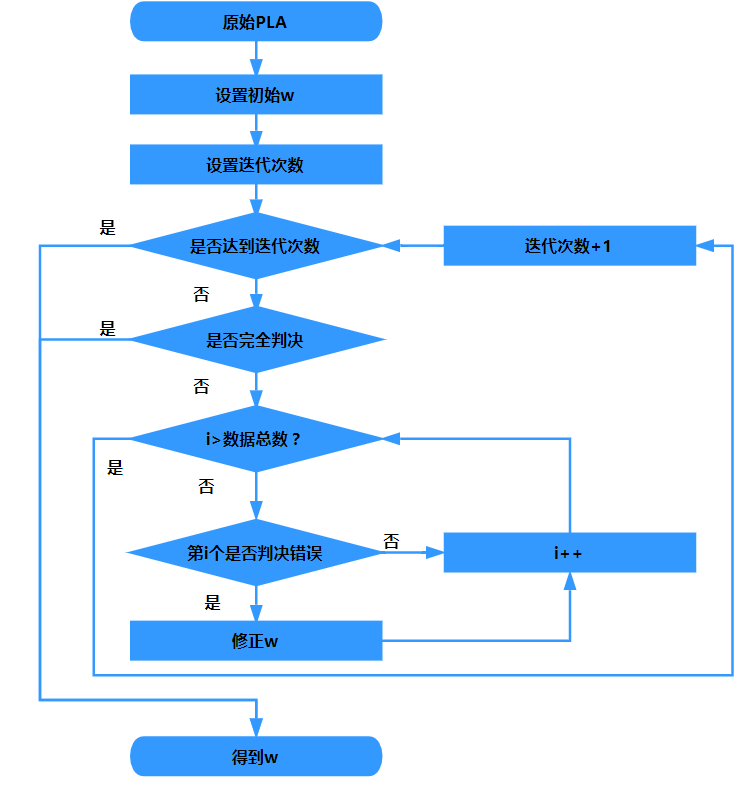 原始PLA
设置初始w
设置迭代次数
是
是否达到迭代次数
迭代次数+1
否
是
是否完全判决
否
i>数据总数？
是
否
第i个是否判决错误
否
i++
是
修正w
得到w